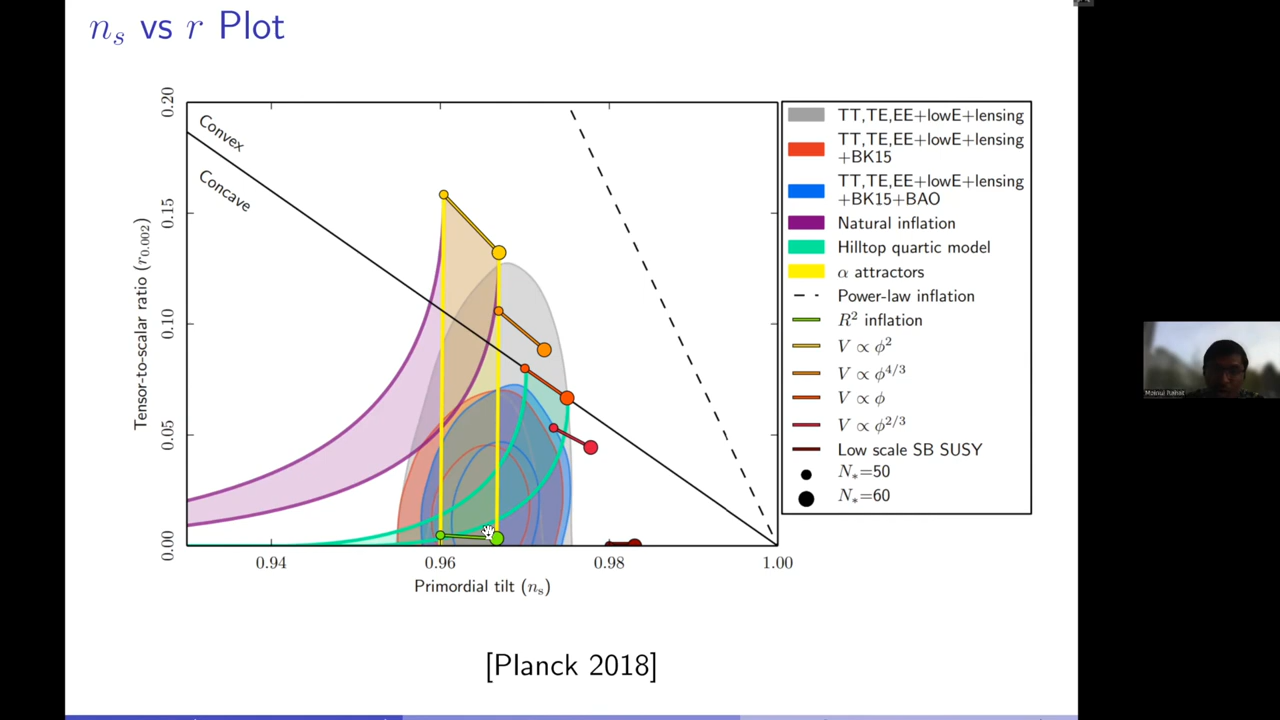 nₛ vs r Plot
0.20
0.15
0.10
0.05
0.00
Tensor-to-scalar ratio (r₀.₀₀₂)
Convex
Concave
0.94
0.96
0.98
1.00
Primordial tilt (nₛ)
TT,TE,EE+lowE+lensing
TT,TE,EE+lowE+lensing
+BK15
TT,TE,EE+lowE+lensing
+BK15+BAO
Natural inflation
Hilltop quartic model
α attractors
Power-law inflation
R² inflation
V ∝ ϕ²
V ∝ ϕ^{4/3}
V ∝ ϕ
V ∝ ϕ^{2/3}
Low scale SB SUSY
N*=50
N*=60
[Planck 2018]